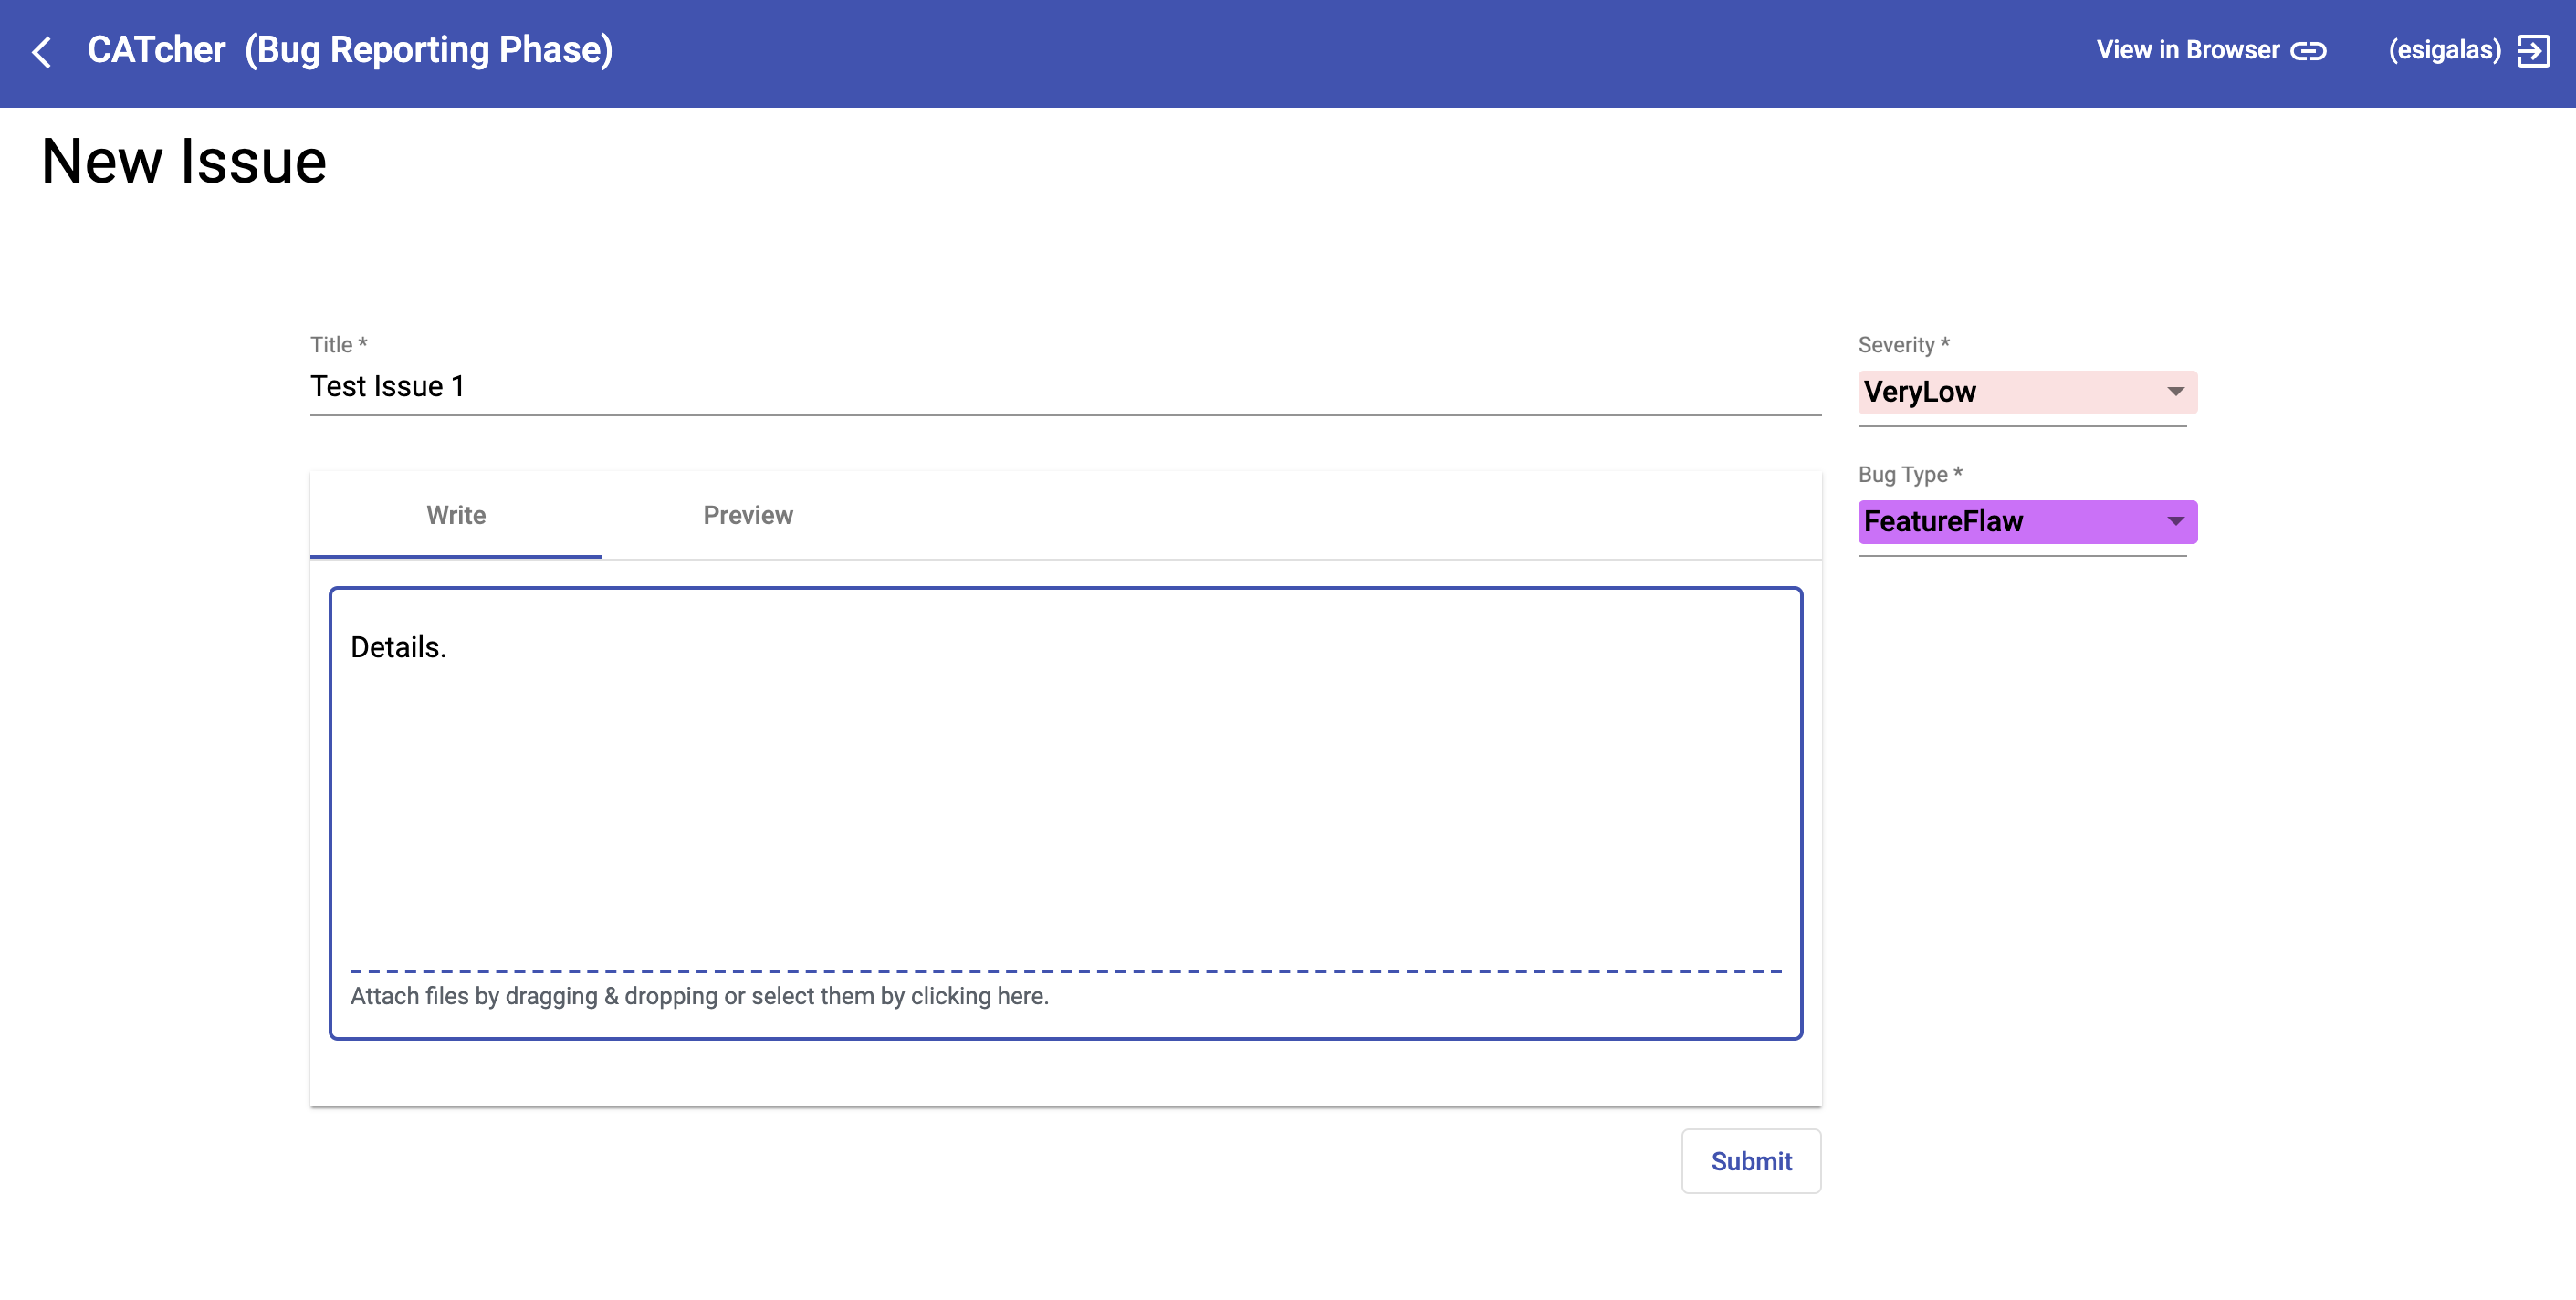 CATcher (Bug Reporting Phase)
View in Browser
(esigalas)
New Issue
Title *
Test Issue 1
Severity *
VeryLow
Bug Type *
FeatureFlaw
Write
Preview
Details.
Attach files by dragging & dropping or select them by clicking here.
Submit